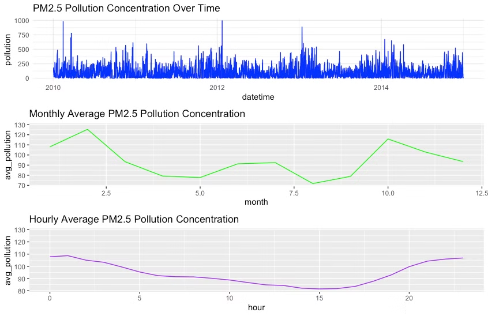 PM2.5 Pollution Concentration Over Time
pollution
1000
750
500
250
0
2010 2012 2014
datetime
Monthly Average PM2.5 Pollution Concentration
avg_pollution
130
120
110
100
90
80
70
2.5 5.0 7.5 10.0 12.5
month
Hourly Average PM2.5 Pollution Concentration
avg_pollution
130
120
110
100
90
80
0 5 10 15 20
hour